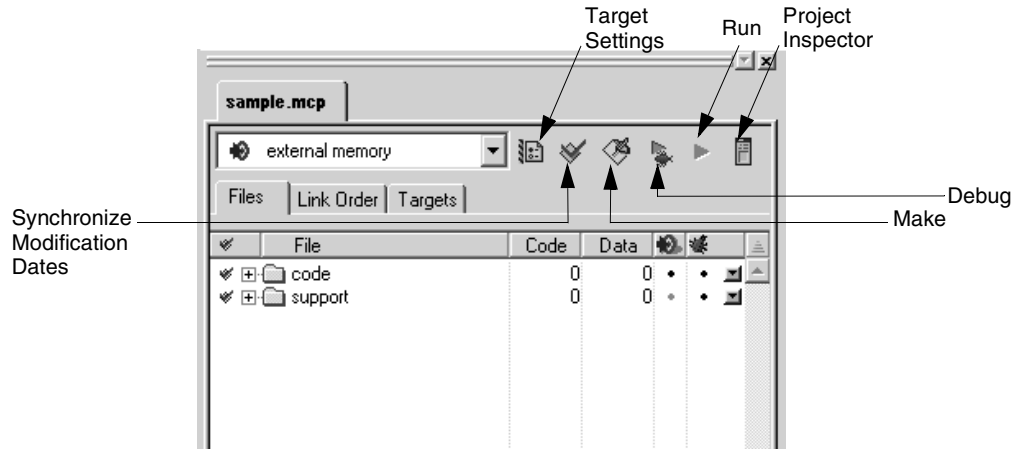 Target
Settings
Run
Project
Inspector
sample.mcp
external memory
Files
Link Order
Targets
Debug
Make
Synchronize
Modification
Dates
File Code Data
code 0 0
support 0 0